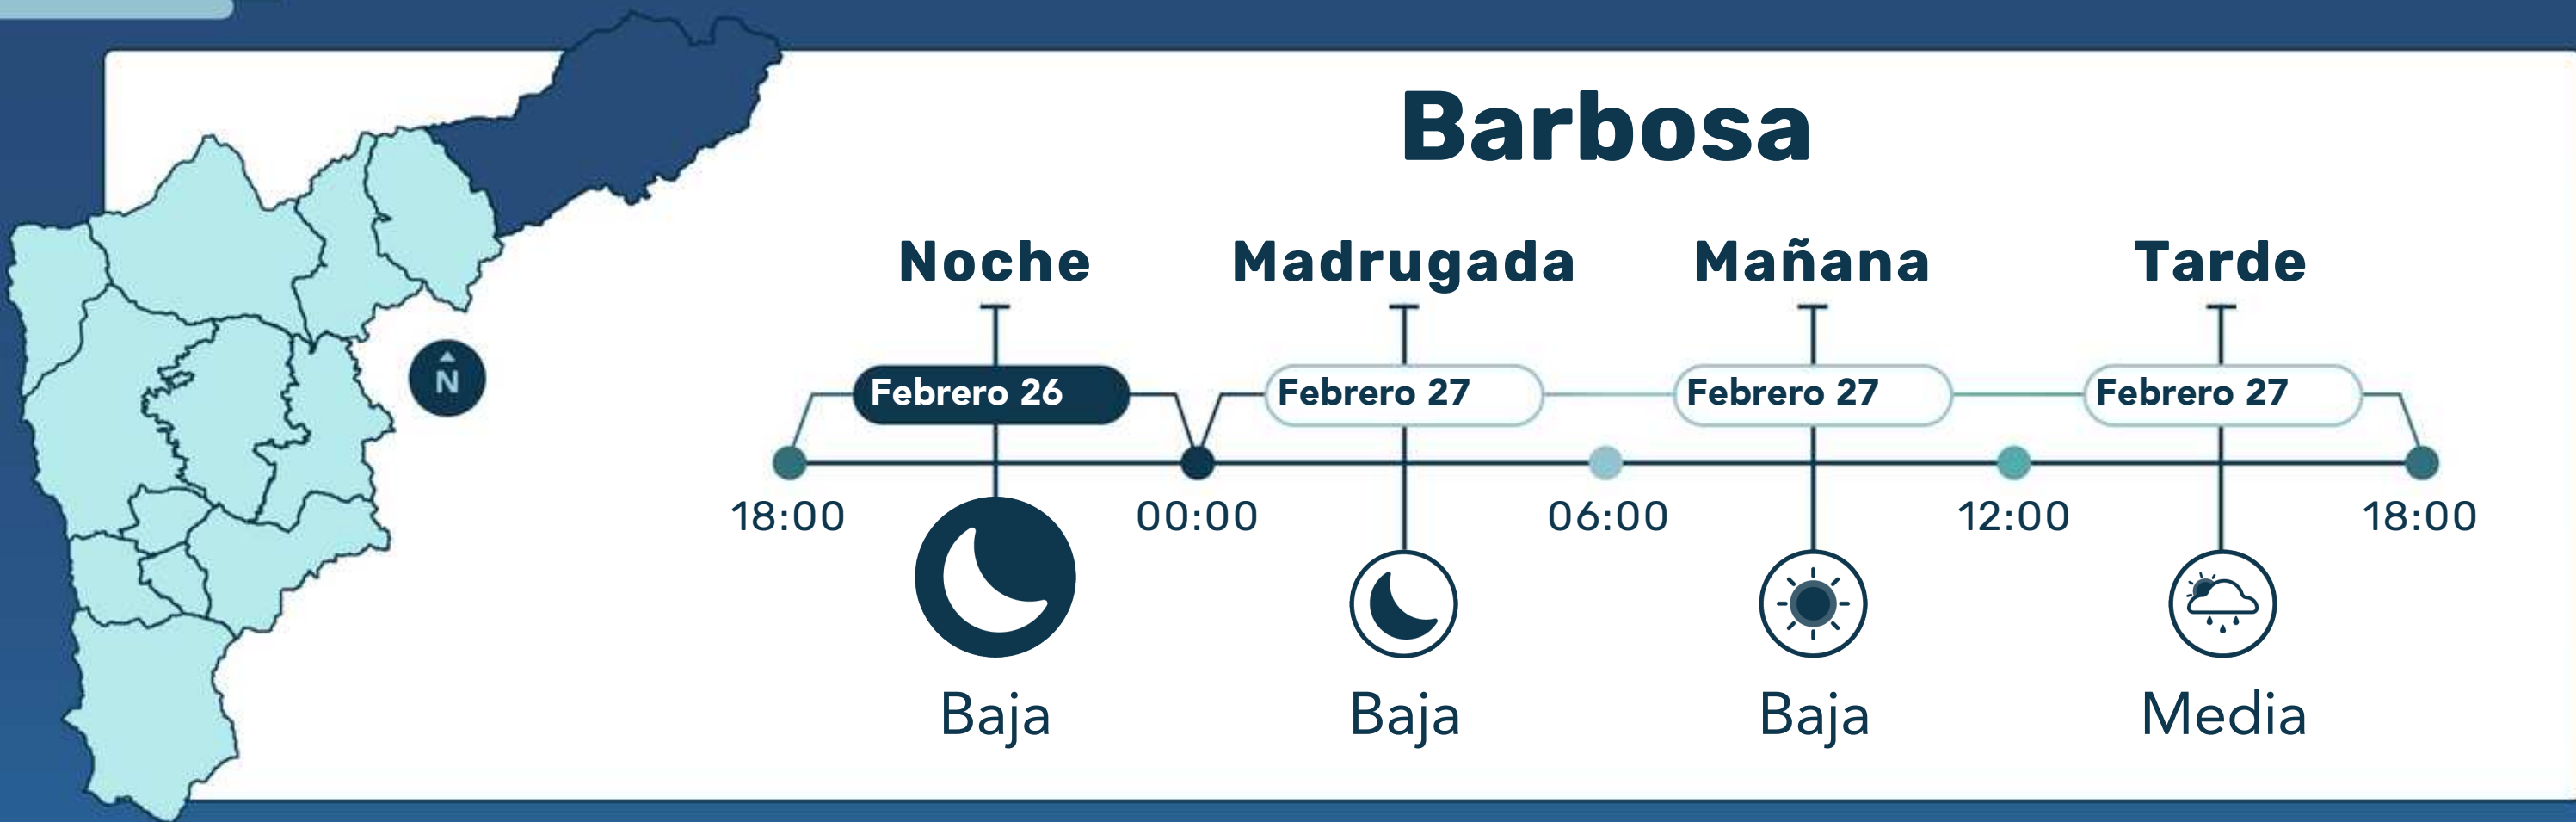 Barbosa
Noche Madrugada Mañana Tarde
N
Febrero 26 Febrero 27 Febrero 27 Febrero 27
18:00 00:00 06:00 12:00 18:00
Baja Baja Baja Media